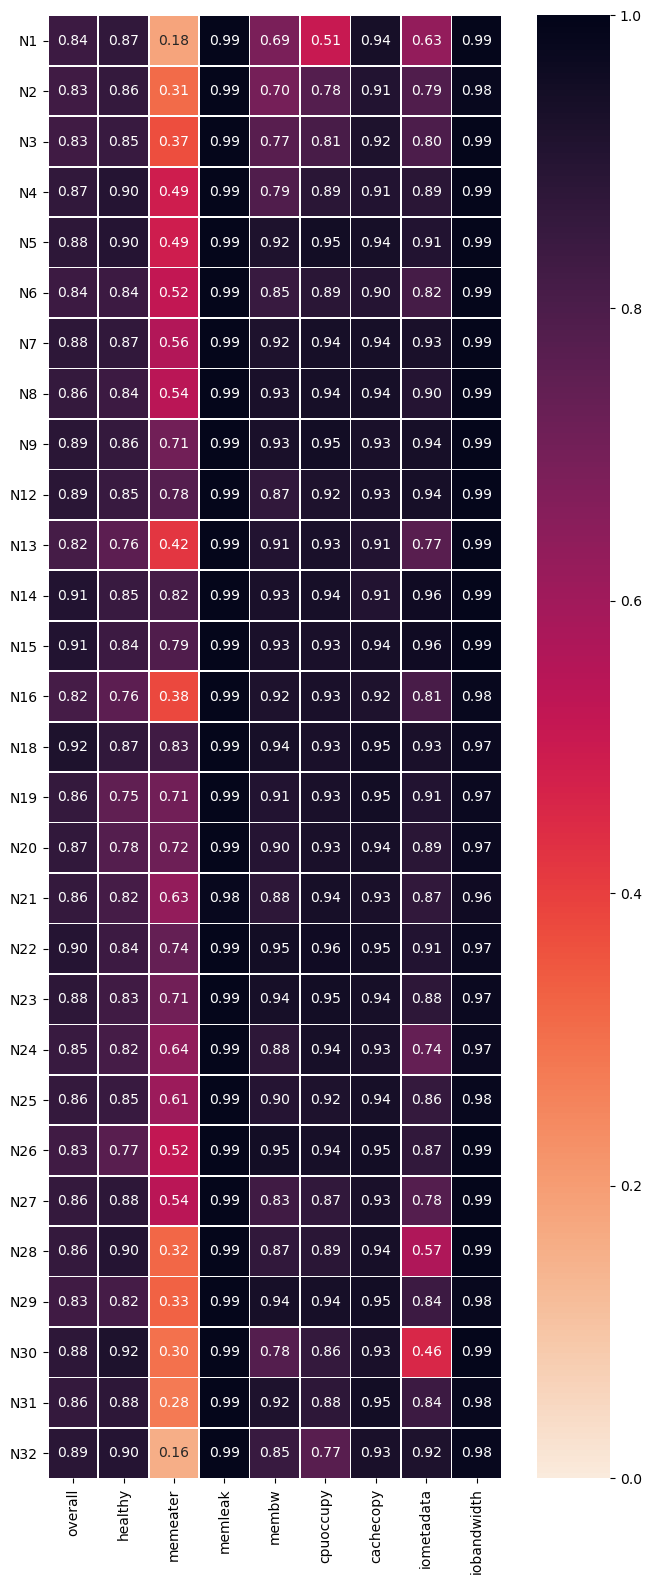 N1 0.84 0.87 0.18 0.99 0.69 0.51 0.94 0.63 0.99
N2 0.83 0.86 0.31 0.99 0.70 0.78 0.91 0.79 0.98
N3 0.83 0.85 0.37 0.99 0.77 0.81 0.92 0.80 0.99
N4 0.87 0.90 0.49 0.99 0.79 0.89 0.91 0.89 0.99
N5 0.88 0.90 0.49 0.99 0.92 0.95 0.94 0.91 0.99
N6 0.84 0.84 0.52 0.99 0.85 0.89 0.90 0.82 0.99
N7 0.88 0.87 0.56 0.99 0.92 0.94 0.94 0.93 0.99
N8 0.86 0.84 0.54 0.99 0.93 0.94 0.94 0.90 0.99
N9 0.89 0.86 0.71 0.99 0.93 0.95 0.93 0.94 0.99
N12 0.89 0.85 0.78 0.99 0.87 0.92 0.93 0.94 0.99
N13 0.82 0.76 0.42 0.99 0.91 0.93 0.91 0.77 0.99
N14 0.91 0.85 0.82 0.99 0.93 0.94 0.91 0.96 0.99
N15 0.91 0.84 0.79 0.99 0.93 0.93 0.94 0.96 0.99
N16 0.82 0.76 0.38 0.99 0.92 0.93 0.92 0.81 0.98
N18 0.92 0.87 0.83 0.99 0.94 0.93 0.95 0.93 0.97
N19 0.86 0.75 0.71 0.99 0.91 0.93 0.95 0.91 0.97
N20 0.87 0.78 0.72 0.99 0.90 0.93 0.94 0.89 0.97
N21 0.86 0.82 0.63 0.98 0.88 0.94 0.93 0.87 0.96
N22 0.90 0.84 0.74 0.99 0.95 0.96 0.95 0.91 0.97
N23 0.88 0.83 0.71 0.99 0.94 0.95 0.94 0.88 0.97
N24 0.85 0.82 0.64 0.99 0.88 0.94 0.93 0.74 0.97
N25 0.86 0.85 0.61 0.99 0.90 0.92 0.94 0.86 0.98
N26 0.83 0.77 0.52 0.99 0.95 0.94 0.95 0.87 0.99
N27 0.86 0.88 0.54 0.99 0.83 0.87 0.93 0.78 0.99
N28 0.86 0.90 0.32 0.99 0.87 0.89 0.94 0.57 0.99
N29 0.83 0.82 0.33 0.99 0.94 0.94 0.95 0.84 0.98
N30 0.88 0.92 0.30 0.99 0.78 0.86 0.93 0.46 0.99
N31 0.86 0.88 0.28 0.99 0.92 0.88 0.95 0.84 0.98
N32 0.89 0.90 0.16 0.99 0.85 0.77 0.93 0.92 0.98
overall
healthy
memeater
memleak
membw
cpuoccupy
cachecopy
iometadata
iobandwidth
1.0
0.8
0.6
0.4
0.2
0.0